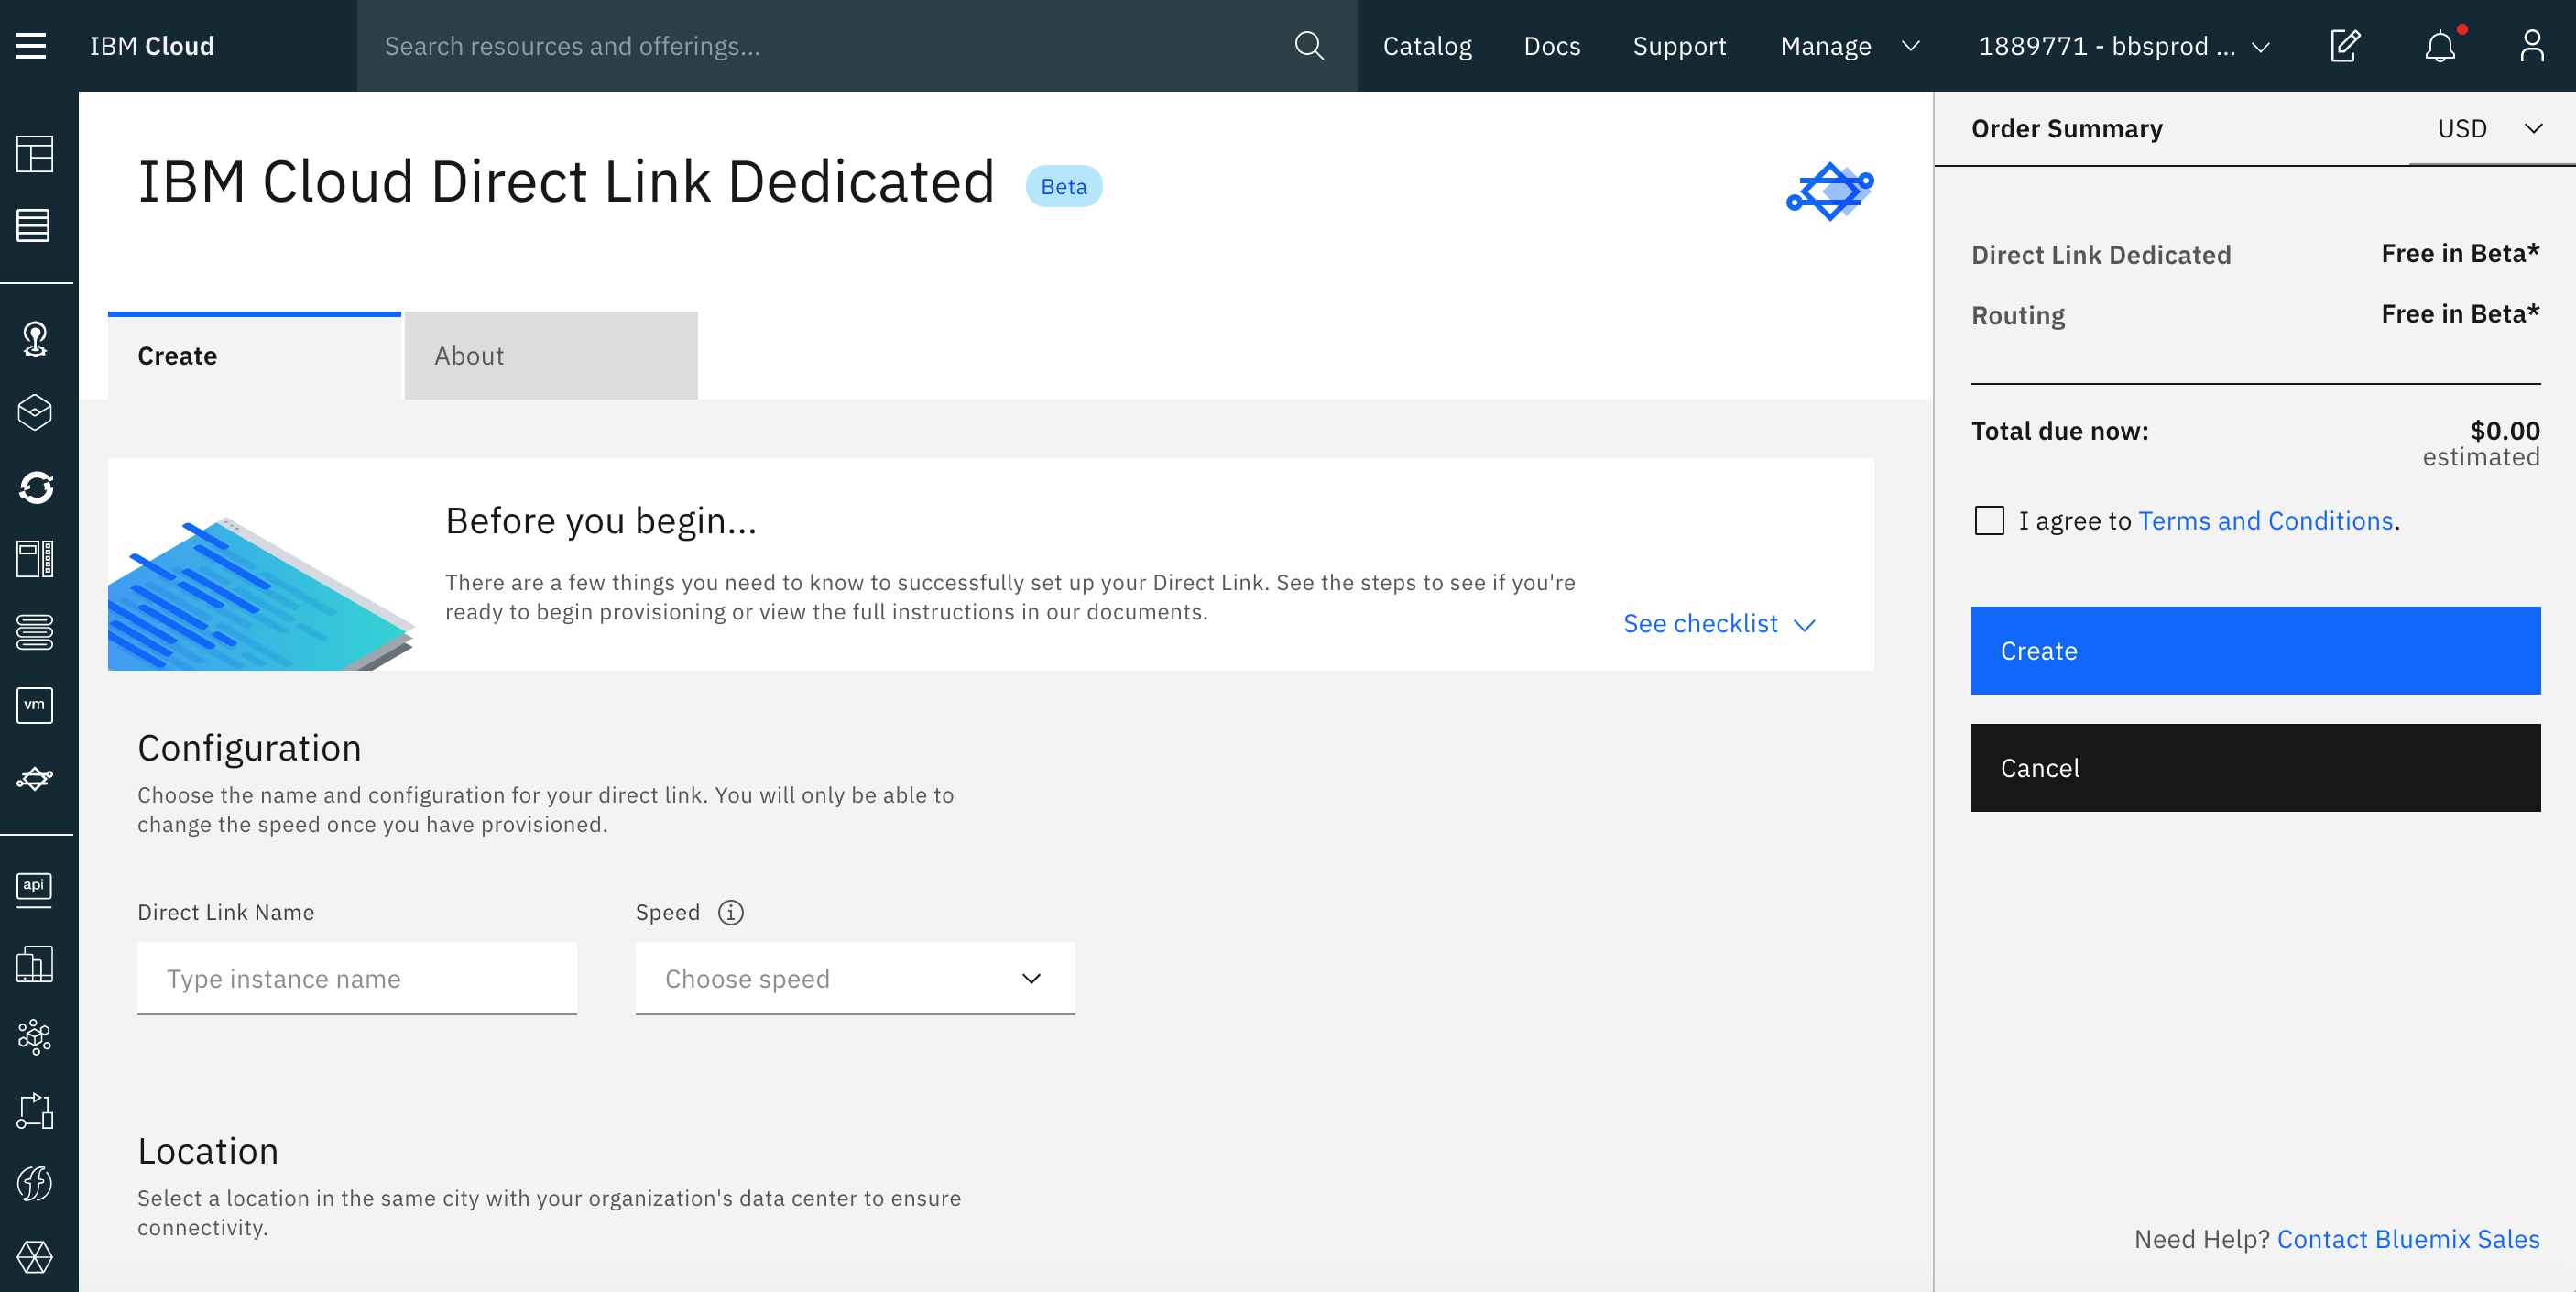 IBM Cloud
Search resources and offerings...
Catalog
Docs
Support
Manage
1889771 - bbsprod ...
IBM Cloud Direct Link Dedicated
Beta
Create
About
Before you begin...
There are a few things you need to know to successfully set up your Direct Link. See the steps to see if you're
ready to begin provisioning or view the full instructions in our documents.
See checklist
Configuration
Choose the name and configuration for your direct link. You will only be able to
change the speed once you have provisioned.
Direct Link Name
Speed
Type instance name
Choose speed
Location
Select a location in the same city with your organization's data center to ensure
connectivity.
Order Summary
USD
Direct Link Dedicated
Free in Beta*
Routing
Free in Beta*
Total due now:
$0.00
estimated
I agree to Terms and Conditions.
Create
Cancel
Need Help? Contact Bluemix Sales
vm
api